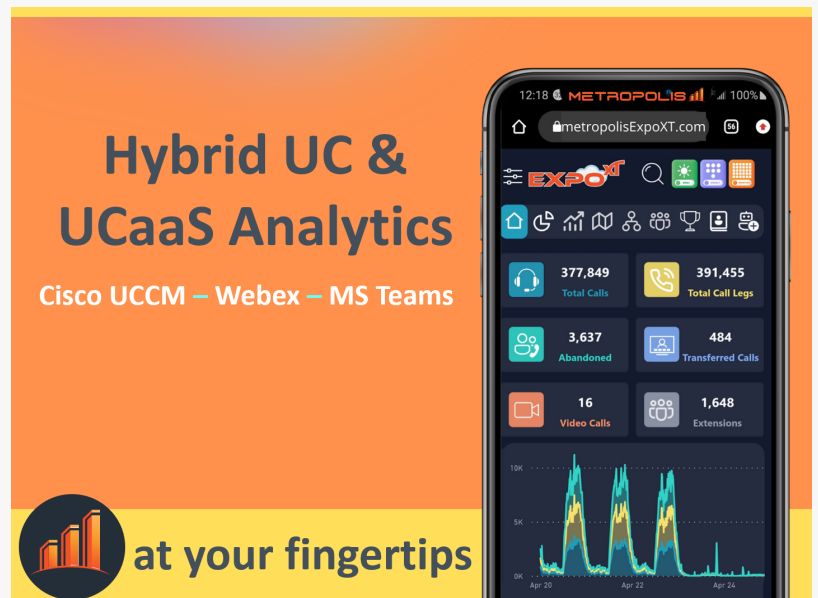 Hybrid UC &
UCaaS Analytics
Cisco UCCM – Webex – MS Teams
at your fingertips
12:18 METROPOLIS 100%
metropolisExpoXT.com 56
EXPO XT
377,849
Total Calls
391,455
Total Call Legs
3,637
Abandoned
484
Transferred Calls
16
Video Calls
1,648
Extensions
10K
5K
0K
Apr 20 Apr 22 Apr 24